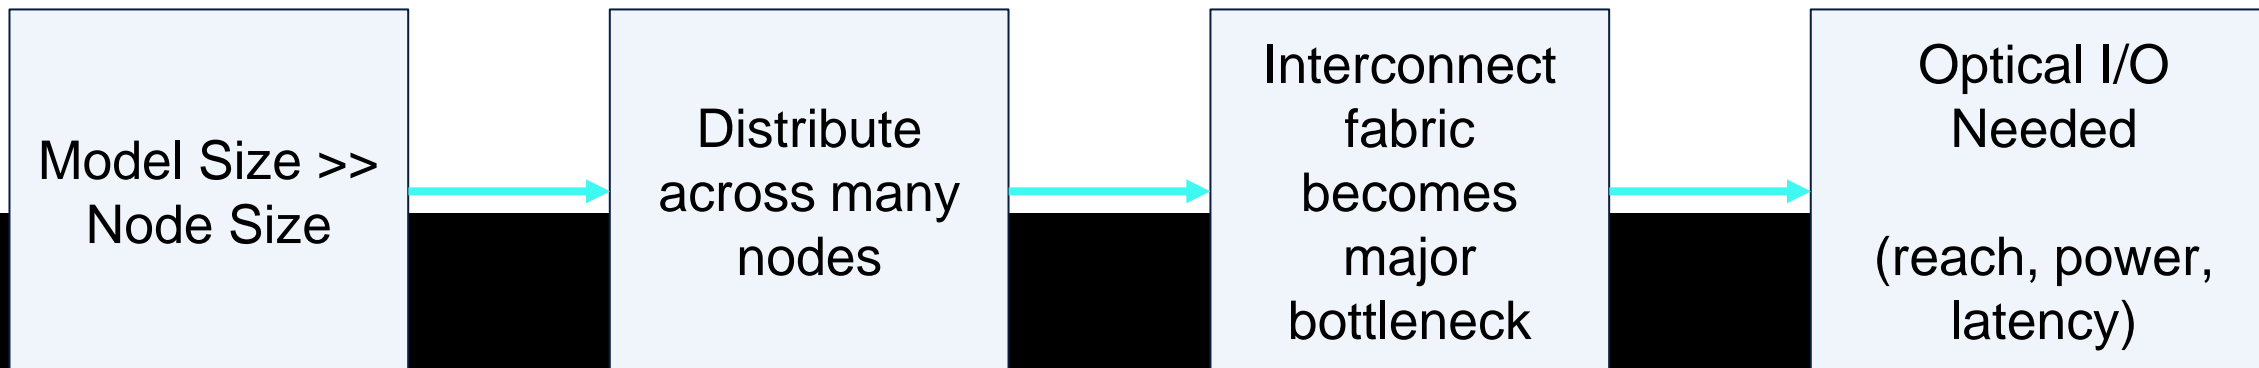 Model Size >>
Node Size
Distribute
across many
nodes
Interconnect
fabric
becomes
major
bottleneck
Optical I/O
Needed
(reach, power,
latency)